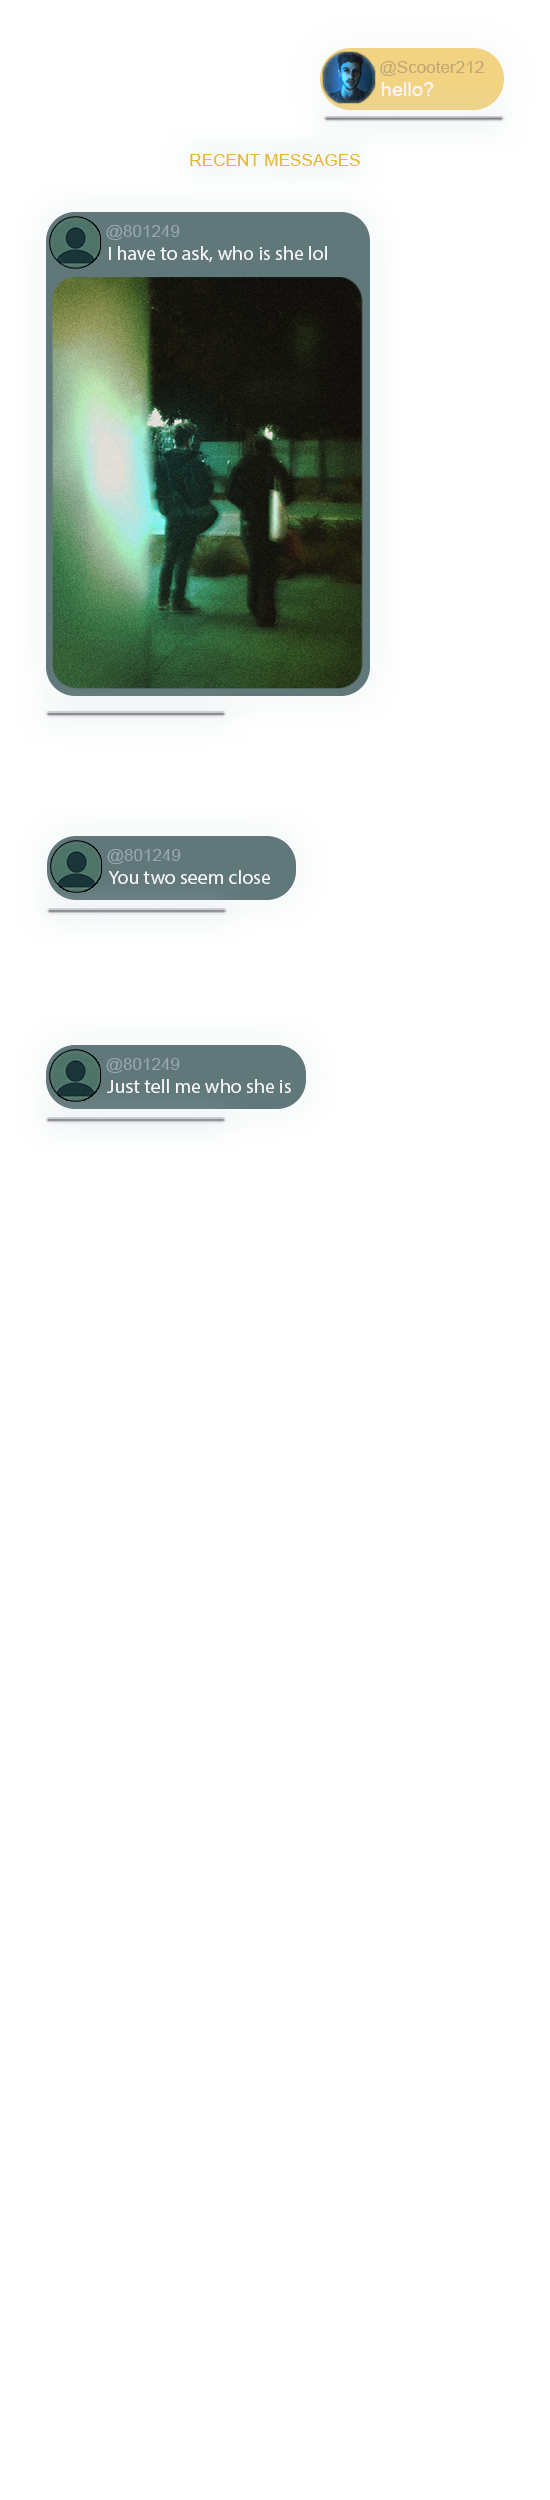 @Scooter212
hello?
RECENT MESSAGES
@801249
I have to ask, who is she lol
@801249
You two seem close
@801249
Just tell me who she is